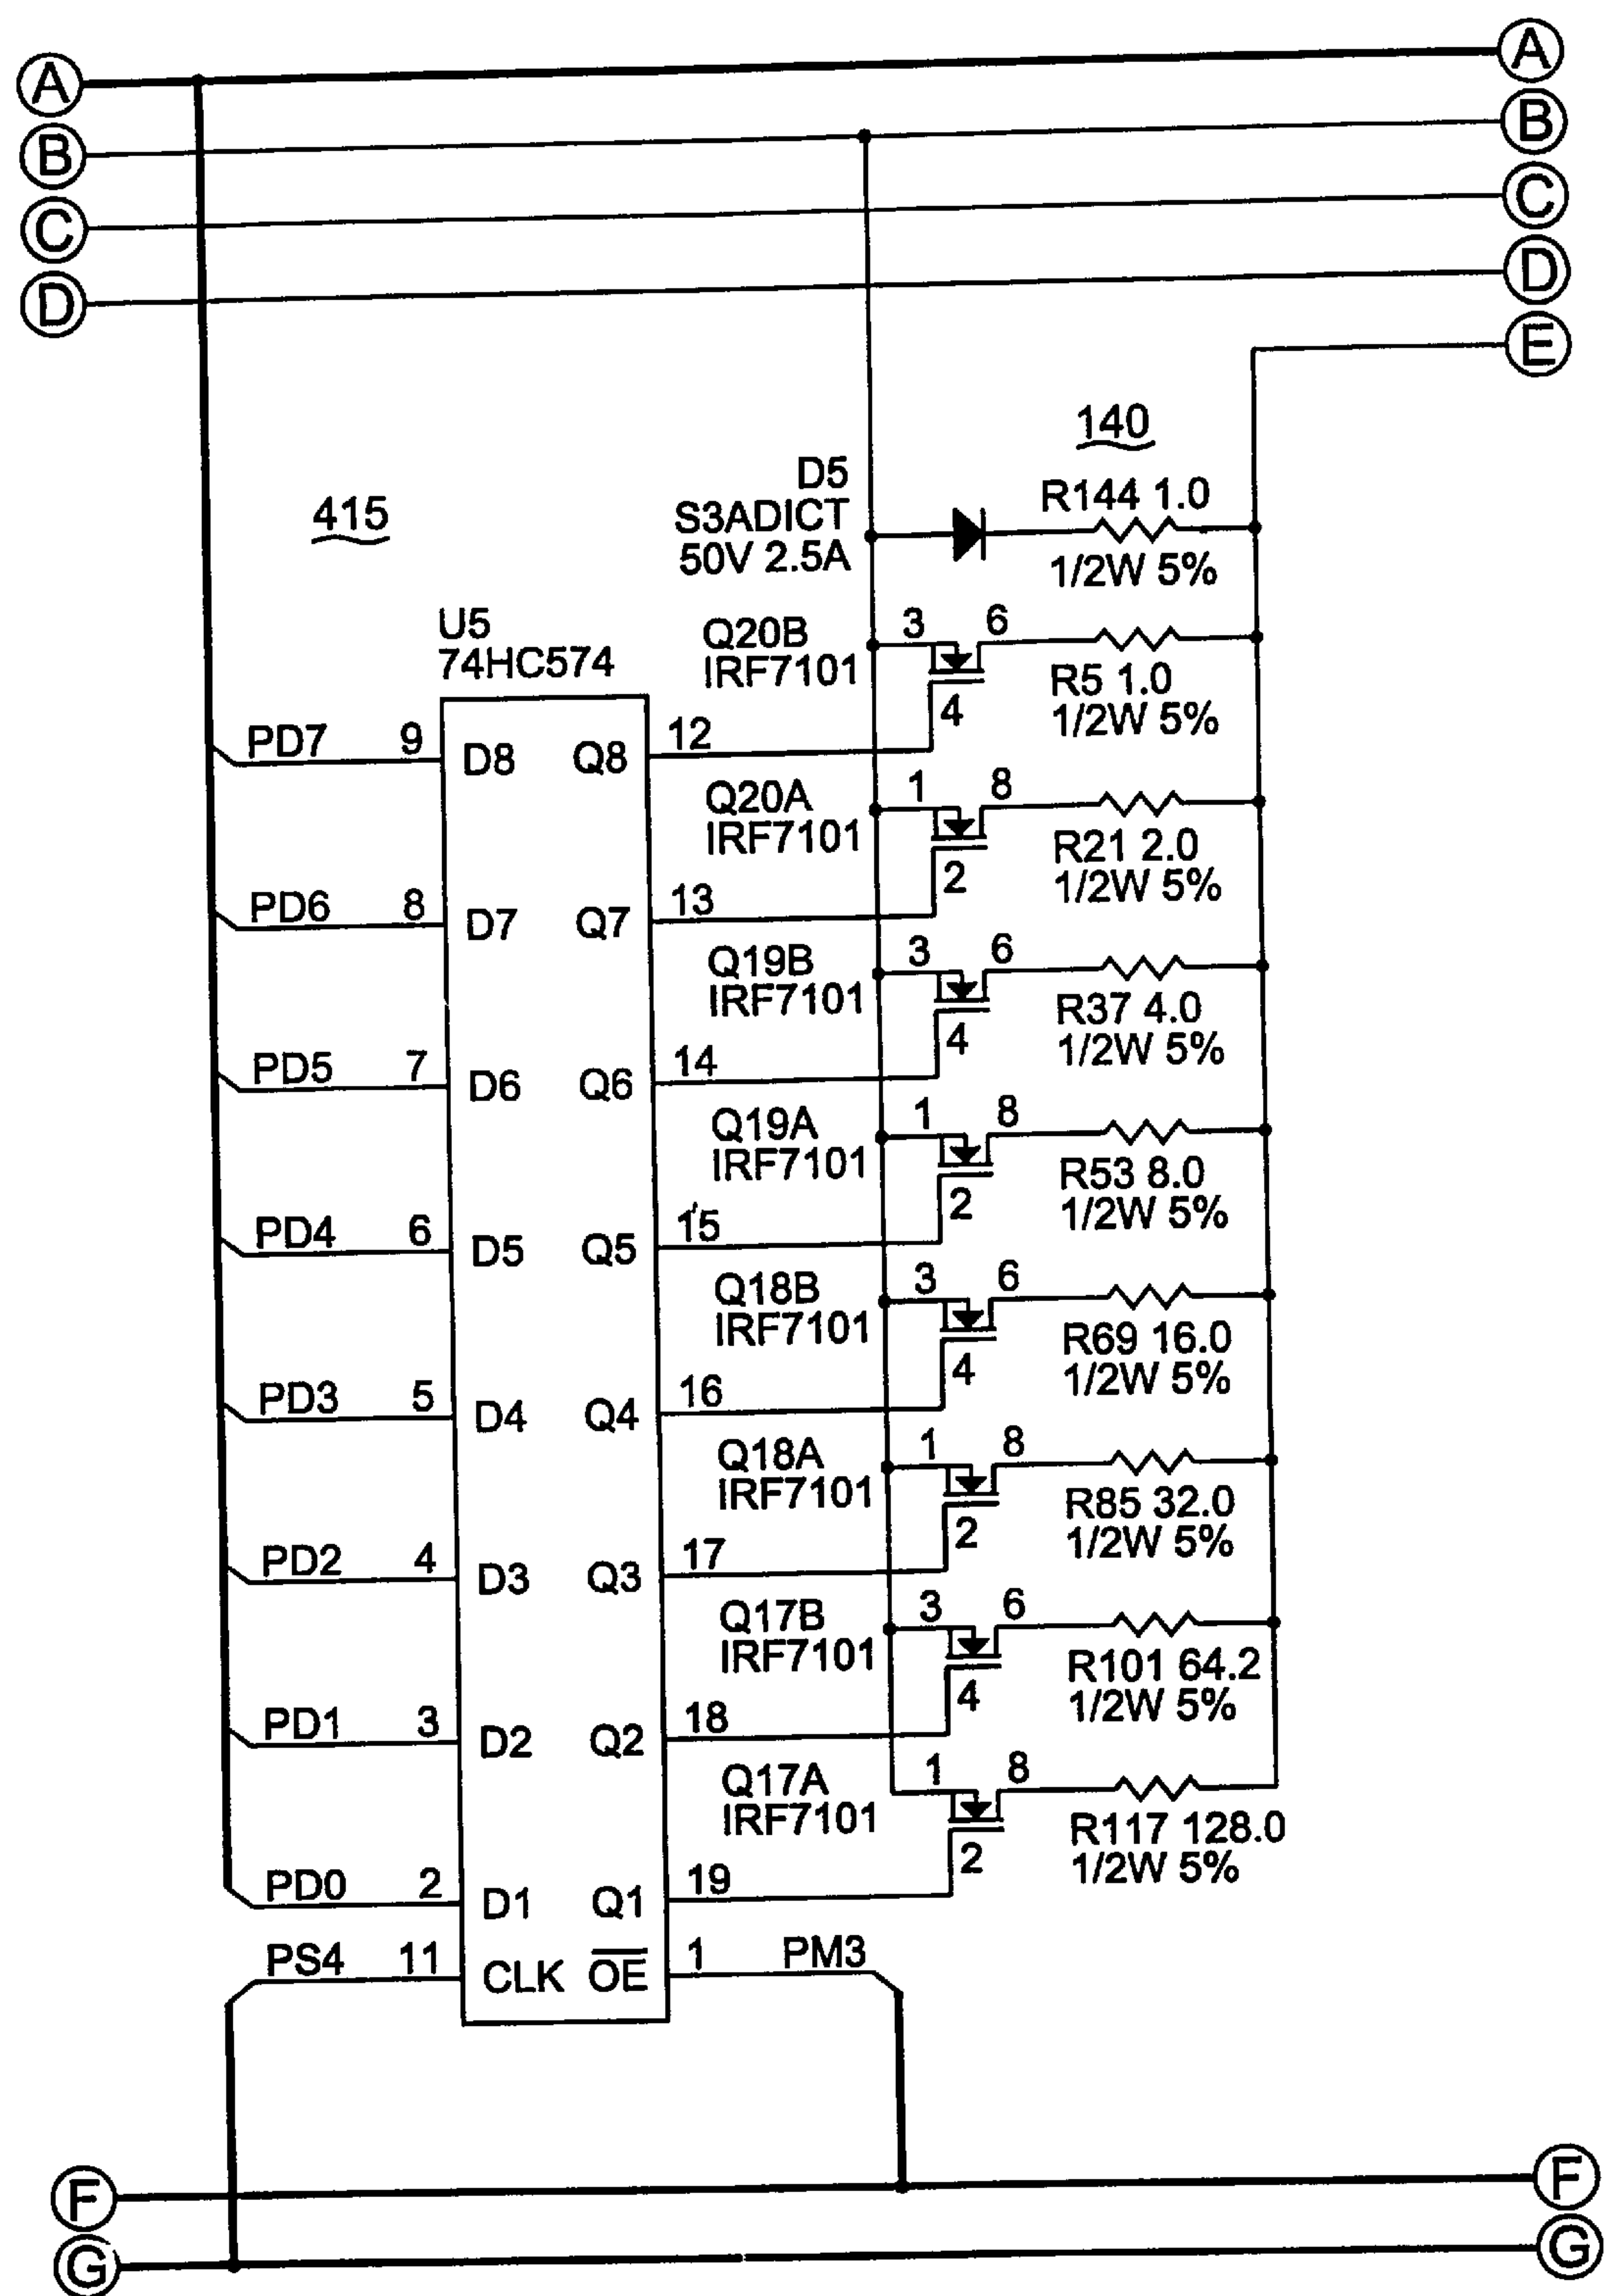 A A
B B
C C
D D
E
140
D5
S3ADICT
50V 2.5A
R144 1.0
1/2W 5%
415
U5
74HC574
Q20B
IRF7101
3 6
4
R5 1.0
1/2W 5%
PD7 9 D8 Q8 12
Q20A
IRF7101
1 8
2
R21 2.0
1/2W 5%
PD6 8 D7 Q7 13
Q19B
IRF7101
3 6
4
R37 4.0
1/2W 5%
PD5 7 D6 Q6 14
Q19A
IRF7101
1 8
2
R53 8.0
1/2W 5%
PD4 6 D5 Q5 15
Q18B
IRF7101
3 6
4
R69 16.0
1/2W 5%
PD3 5 D4 Q4 16
Q18A
IRF7101
1 8
2
R85 32.0
1/2W 5%
PD2 4 D3 Q3 17
Q17B
IRF7101
3 6
4
R101 64.2
1/2W 5%
PD1 3 D2 Q2 18
Q17A
IRF7101
1 8
2
R117 128.0
1/2W 5%
PD0 2 D1 Q1 19
PS4 11 CLK O̅E̅ 1 PM3
F F
G G